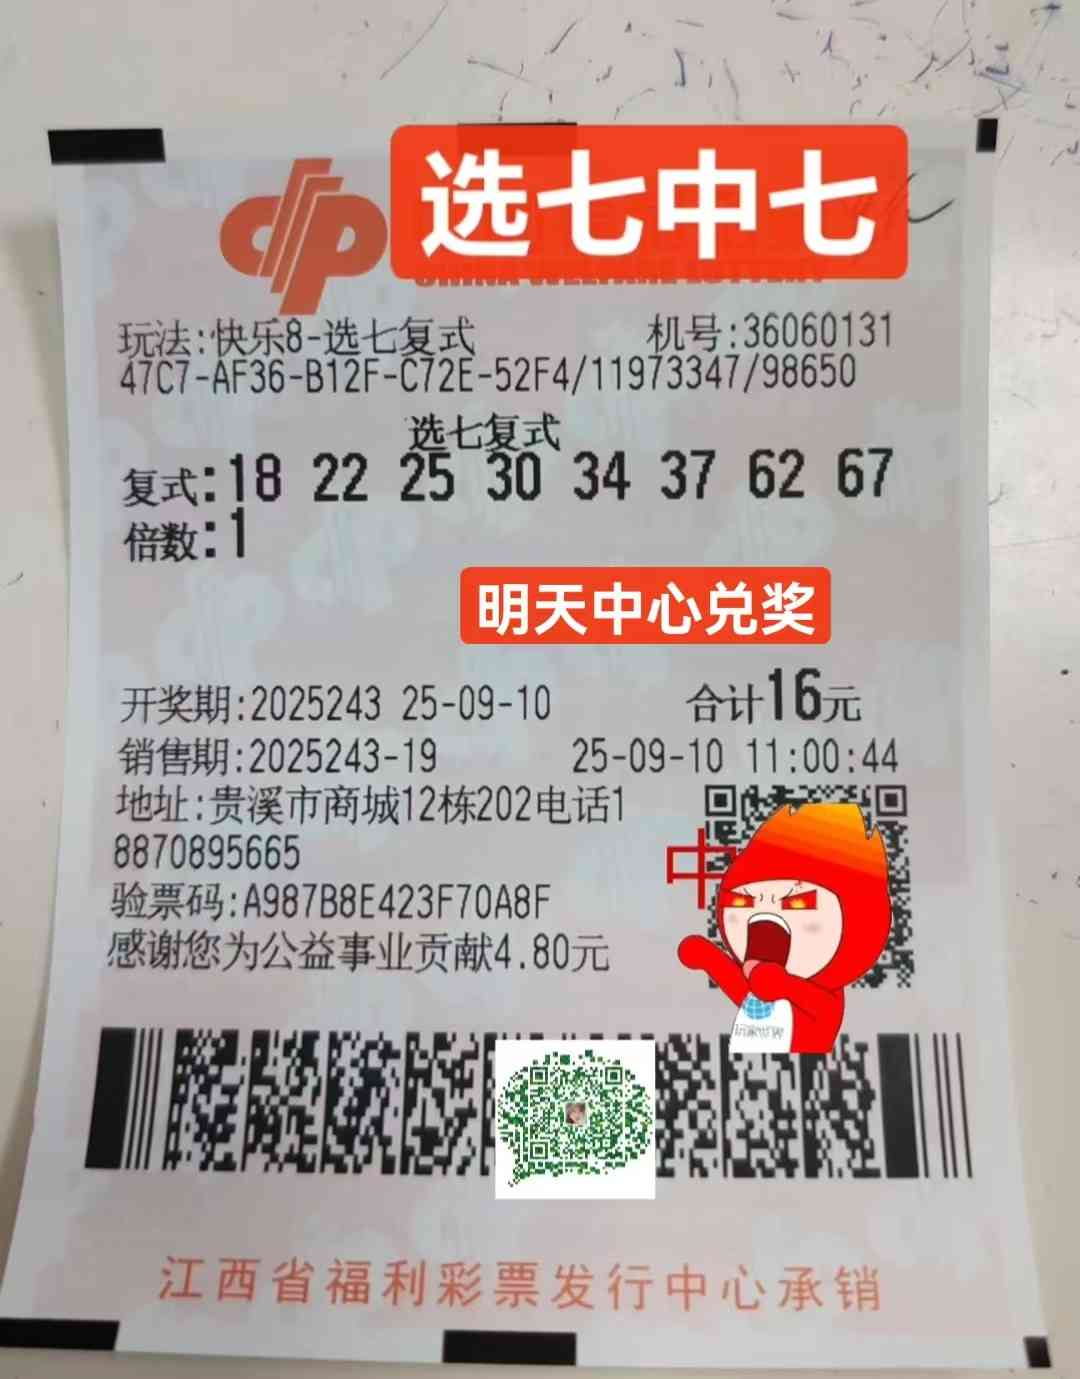 选七中七
玩法:快乐8-选七复式 机号:36060131
47C7-AF36-B12F-C72E-52F4/11973347/98650
选七复式
复式:18 22 25 30 34 37 62 67
倍数:1
明天中心兑奖
开奖期:2025243 25-09-10 合计16元
销售期:2025243-19 25-09-10 11:00:44
地址:贵溪市商城12栋202电话1
8870895665
中
验票码:A987B8E423F70A8F
感谢您为公益事业贡献4.80元
江西省福利彩票发行中心承销